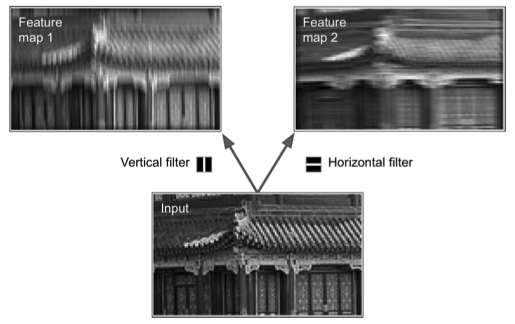 Feature
map 1
Feature
map 2
Vertical filter
Horizontal filter
Input